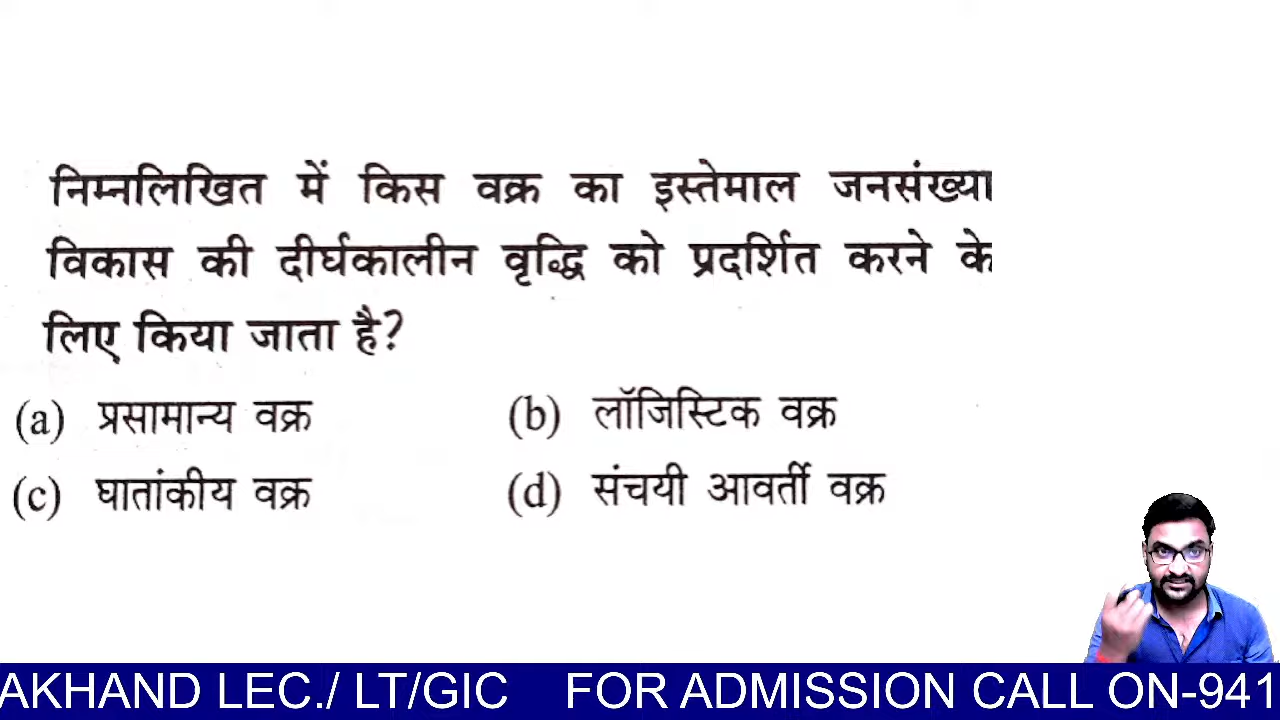 निम्नलिखित में किस वक्र का इस्तेमाल जनसंख्या
विकास की दीर्घकालीन वृद्धि को प्रदर्शित करने के
लिए किया जाता है?
(a) प्रसामान्य वक्र (b) लॉजिस्टिक वक्र
(c) घातांकीय वक्र (d) संचयी आवर्ती वक्र
AKHAND LEC./ LT/GIC FOR ADMISSION CALL ON-941